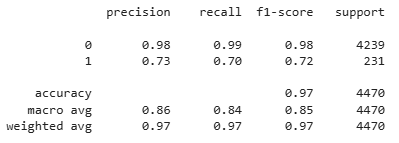 precision recall f1-score support
0 0.98 0.99 0.98 4239
1 0.73 0.70 0.72 231
accuracy 0.97 4470
macro avg 0.86 0.84 0.85 4470
weighted avg 0.97 0.97 0.97 4470